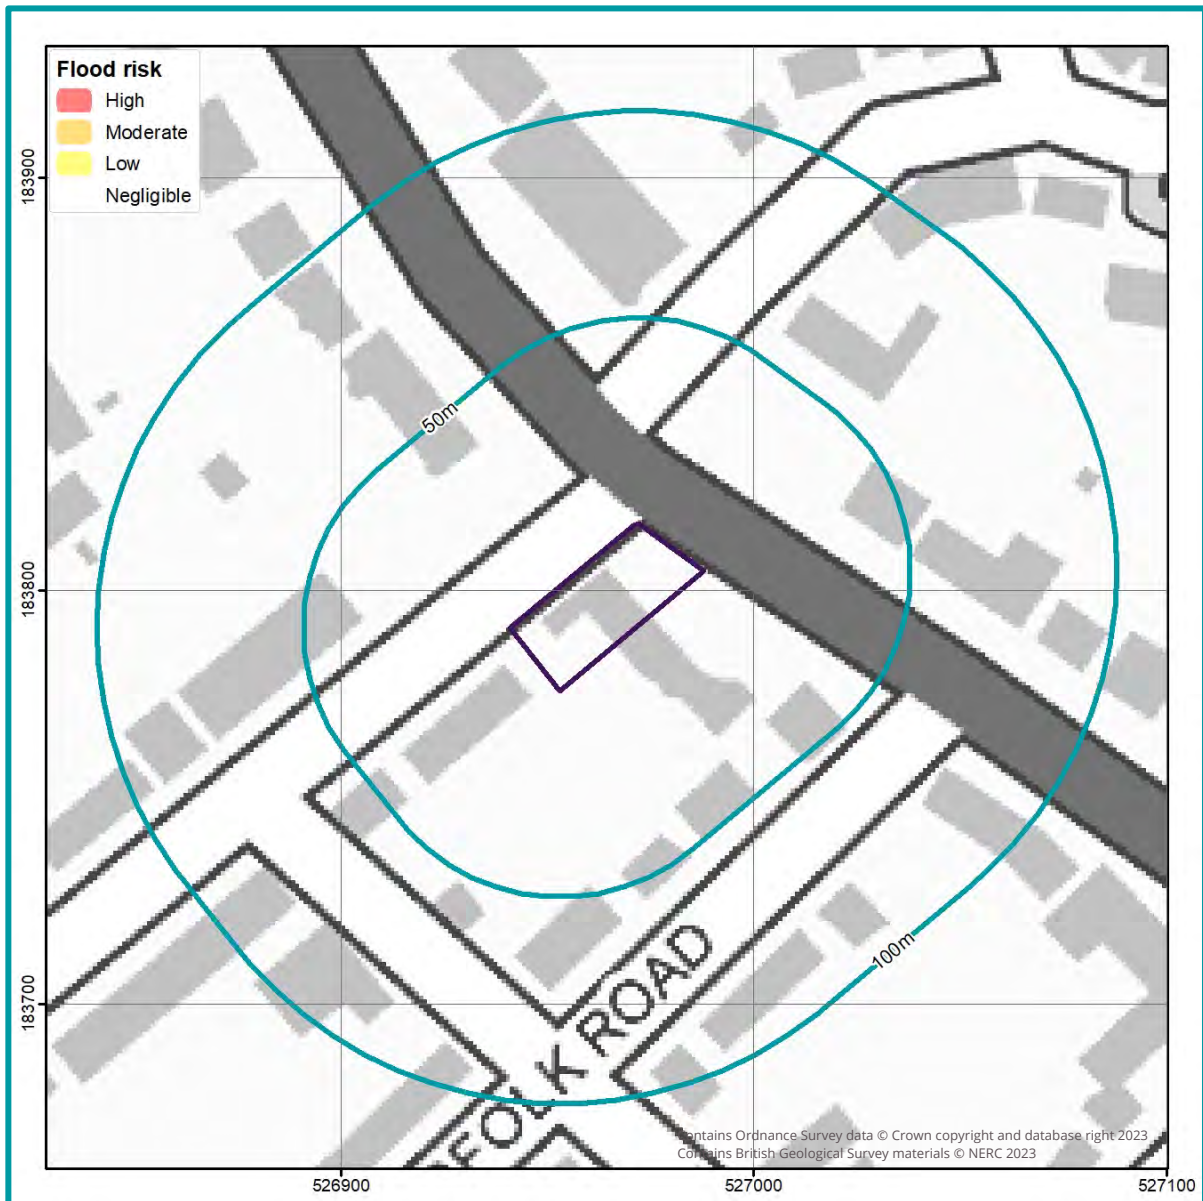 Flood risk
High
Moderate
Low
Negligible
183900
183800
183700
50m
100m
ROAD
526900
527000
527100
Contains Ordnance Survey data © Crown copyright and database right 2023
Contains British Geological Survey materials © NERC 2023